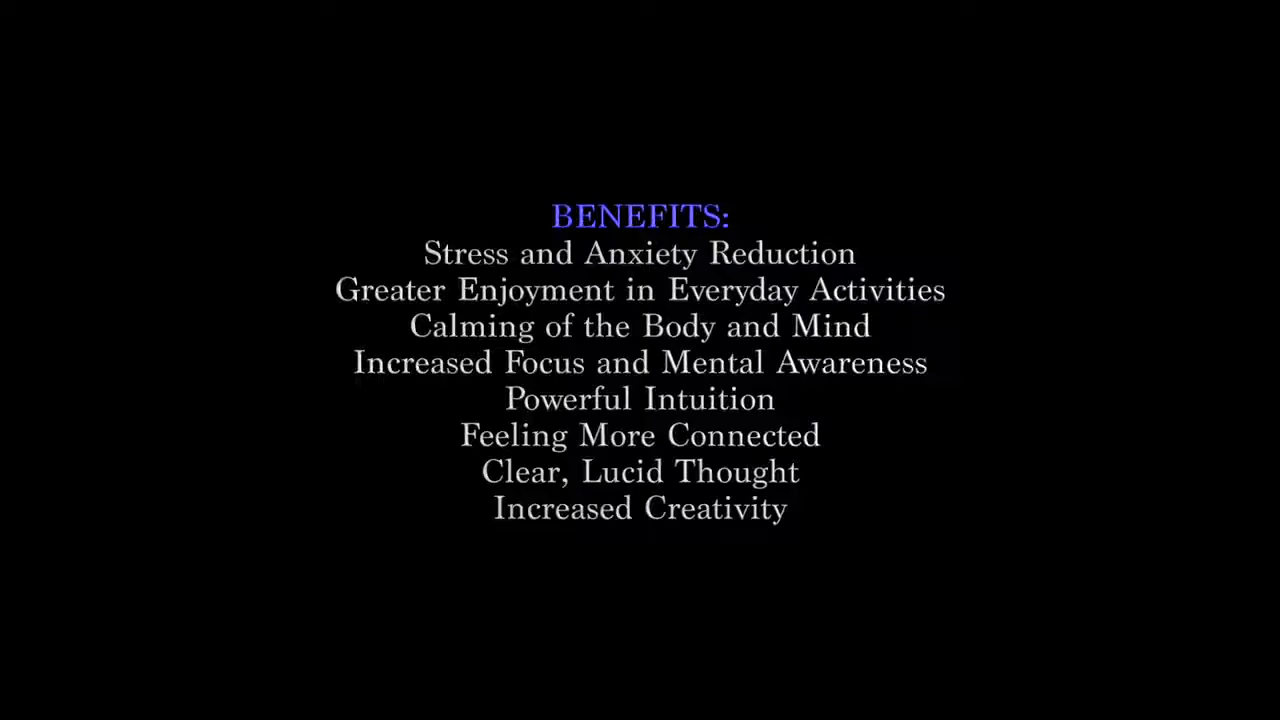 BENEFITS:
Stress and Anxiety Reduction
Greater Enjoyment in Everyday Activities
Calming of the Body and Mind
Increased Focus and Mental Awareness
Powerful Intuition
Feeling More Connected
Clear, Lucid Thought
Increased Creativity